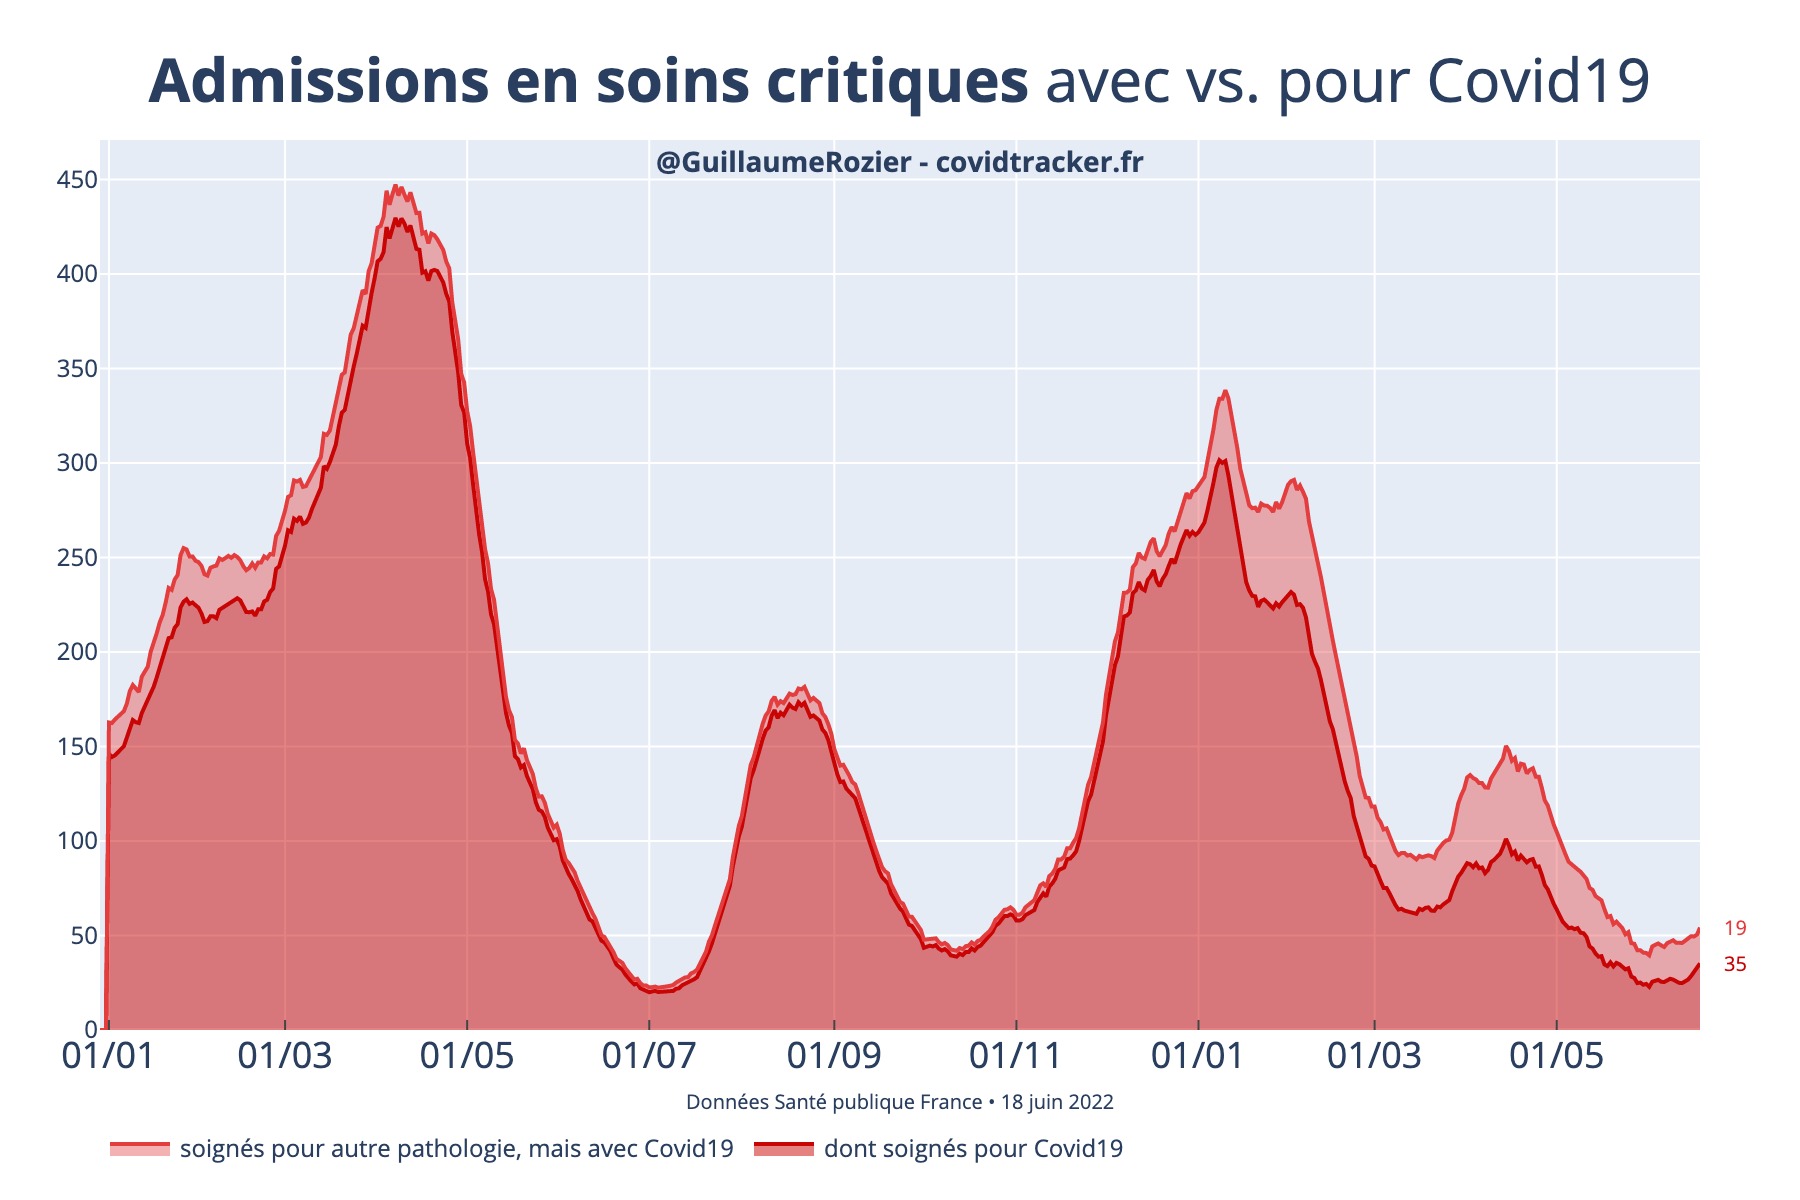 Admissions en soins critiques avec vs. pour Covid19
@GuillaumeRozier - covidtracker.fr
450
400
350
300
250
200
150
100
50
0
19
35
01/01 01/03 01/05 01/07 01/09 01/11 01/01 01/03 01/05
Données Santé publique France • 18 juin 2022
soignés pour autre pathologie, mais avec Covid19 dont soignés pour Covid19